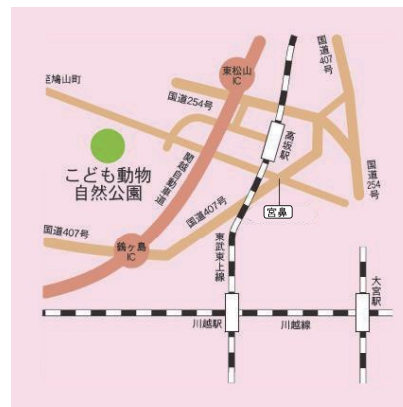 国道
407号
東松山
IC
国道254号
至鳩山町
高坂駅
こども動物
自然公園
関越自動車道
国道
254号
国道407号
宮鼻
国道407号
鶴ヶ島
IC
東武東上線
大宮駅
川越駅
川越線